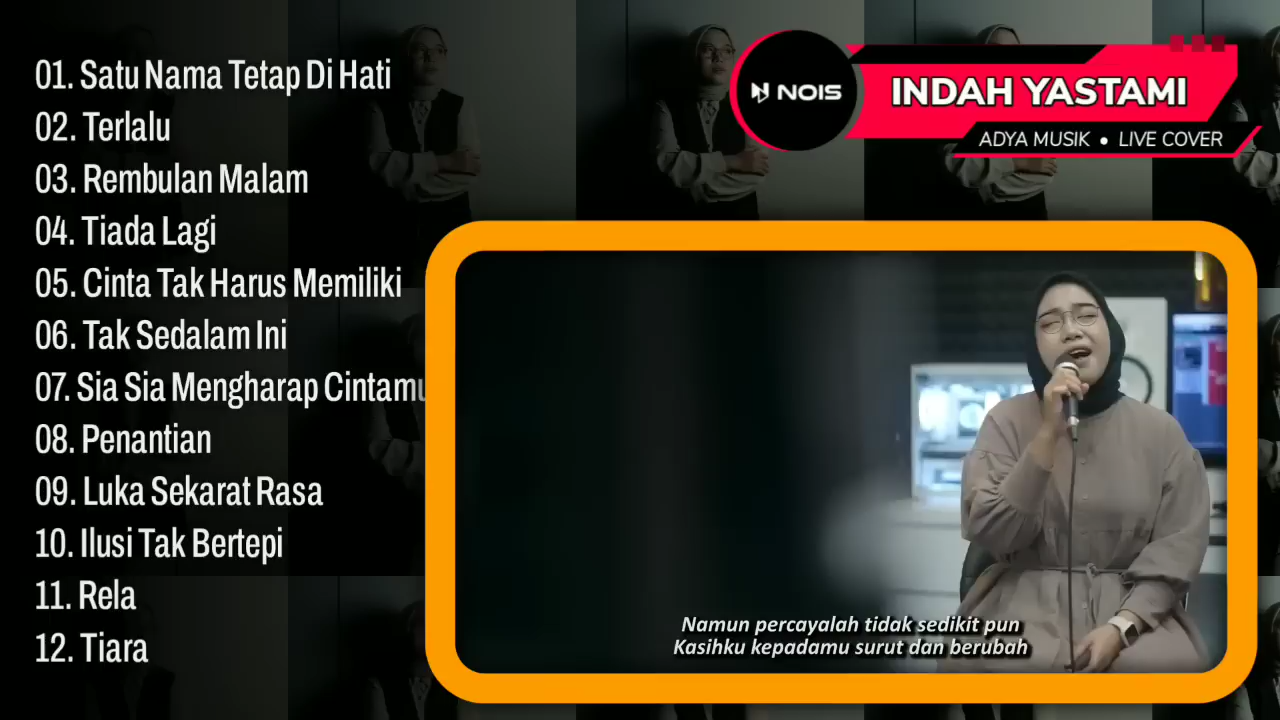 01. Satu Nama Tetap Di Hati
02. Terlalu
03. Rembulan Malam
04. Tiada Lagi
05. Cinta Tak Harus Memiliki
06. Tak Sedalam Ini
07. Sia Sia Mengharap Cintamu
08. Penantian
09. Luka Sekarat Rasa
10. Ilusi Tak Bertepi
11. Rela
12. Tiara
NOIS
INDAH YASTAMI
ADYA MUSIK • LIVE COVER
Namun percayalah tidak sedikit pun
Kasihku kepadamu surut dan berubah